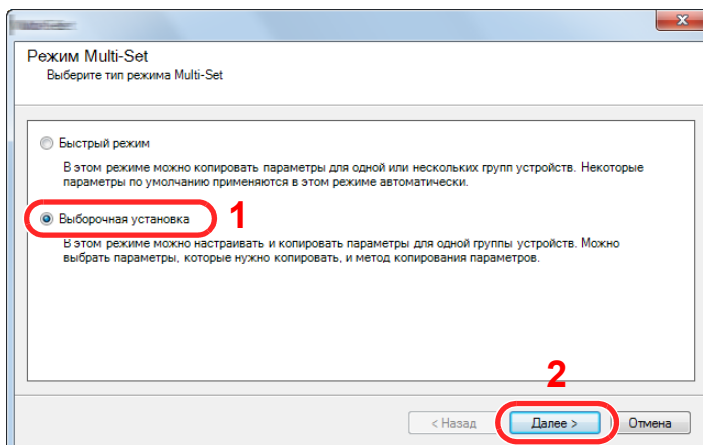 Режим Multi-Set
Выберите тип режима Multi-Set
Быстрый режим
В этом режиме можно копировать параметры для одной или нескольких групп устройств. Некоторые
параметры по умолчанию применяются в этом режиме автоматически.
Выборочная установка
1
В этом режиме можно настраивать и копировать параметры для одной группы устройств. Можно
выбрать параметры, которые нужно копировать, и метод копирования параметров.
2
< Назад
Далее >
Отмена